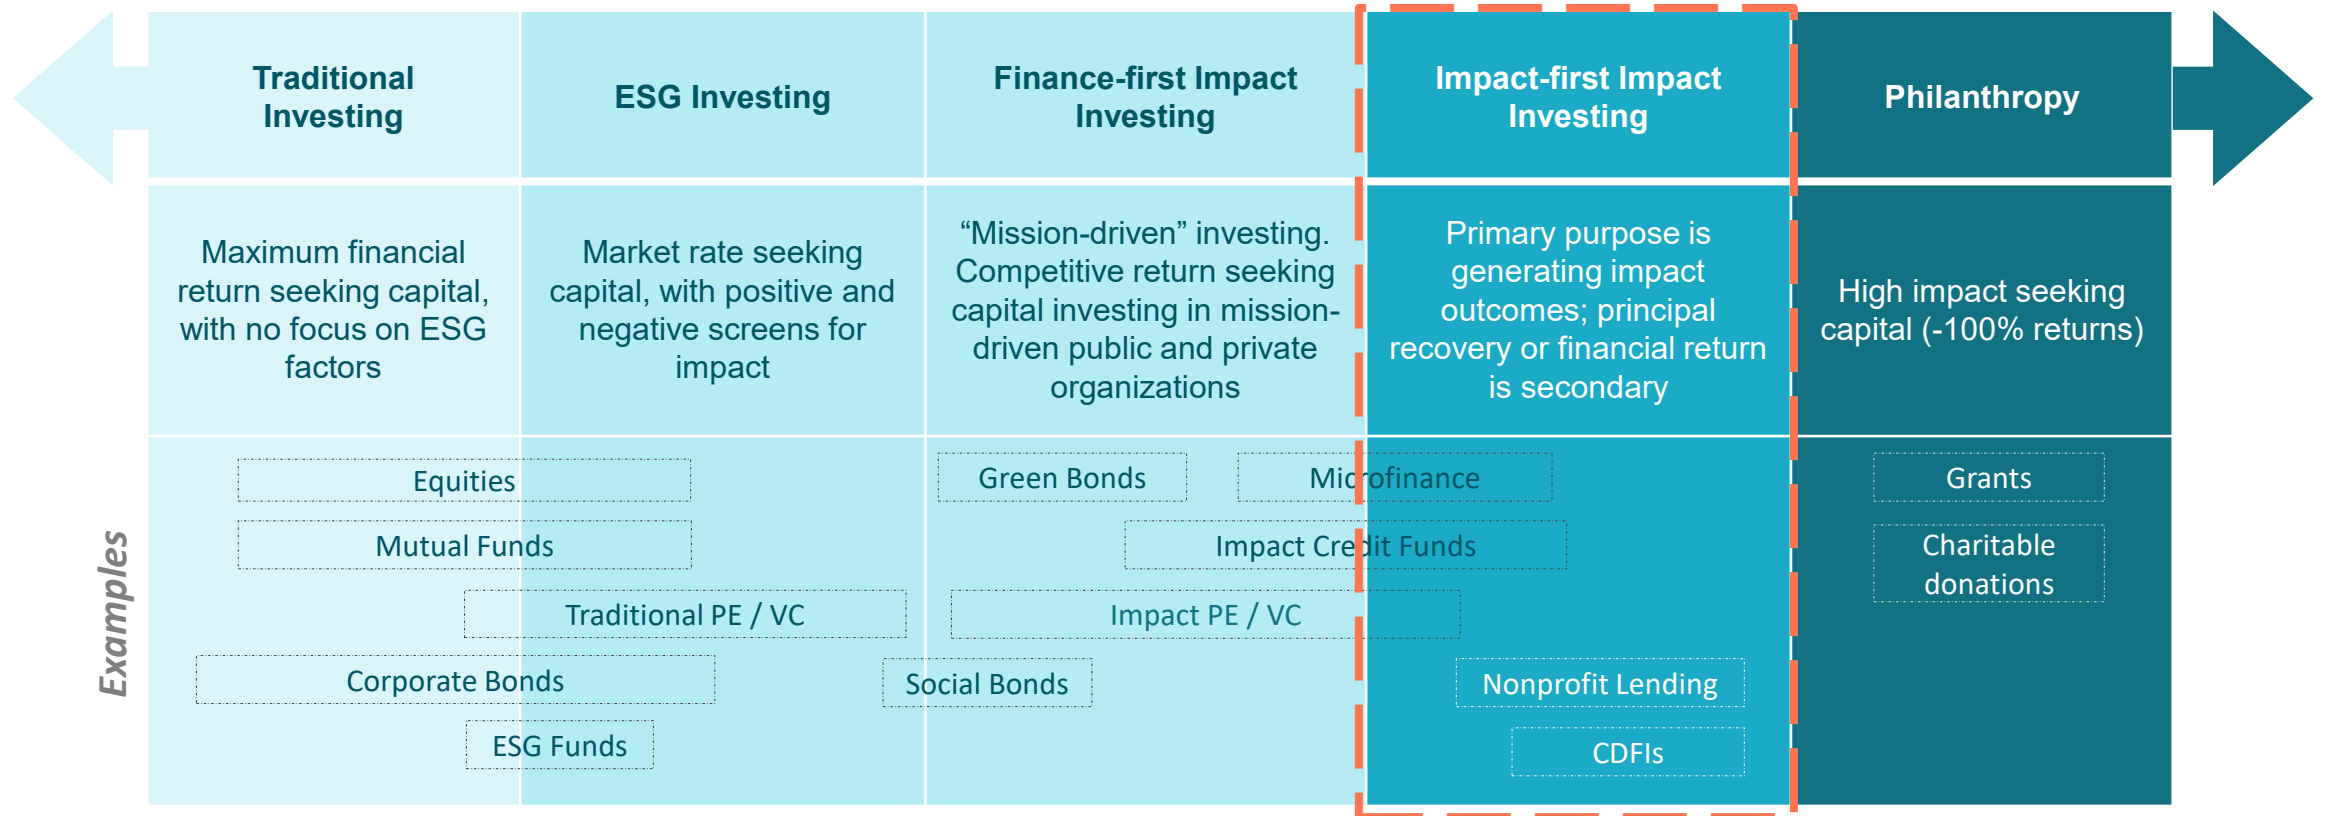 Traditional
Investing
ESG Investing
Finance-first Impact
Investing
Impact-first Impact
Investing
Philanthropy
Maximum financial
return seeking capital,
with no focus on ESG
factors
Market rate seeking
capital, with positive and
negative screens for
impact
“Mission-driven” investing.
Competitive return seeking
capital investing in mission-
driven public and private
organizations
Primary purpose is
generating impact
outcomes; principal
recovery or financial return
is secondary
High impact seeking
capital (-100% returns)
Examples
Equities
Mutual Funds
Traditional PE / VC
Corporate Bonds
ESG Funds
Green Bonds
Microfinance
Impact Credit Funds
Impact PE / VC
Social Bonds
Nonprofit Lending
CDFIs
Grants
Charitable
donations